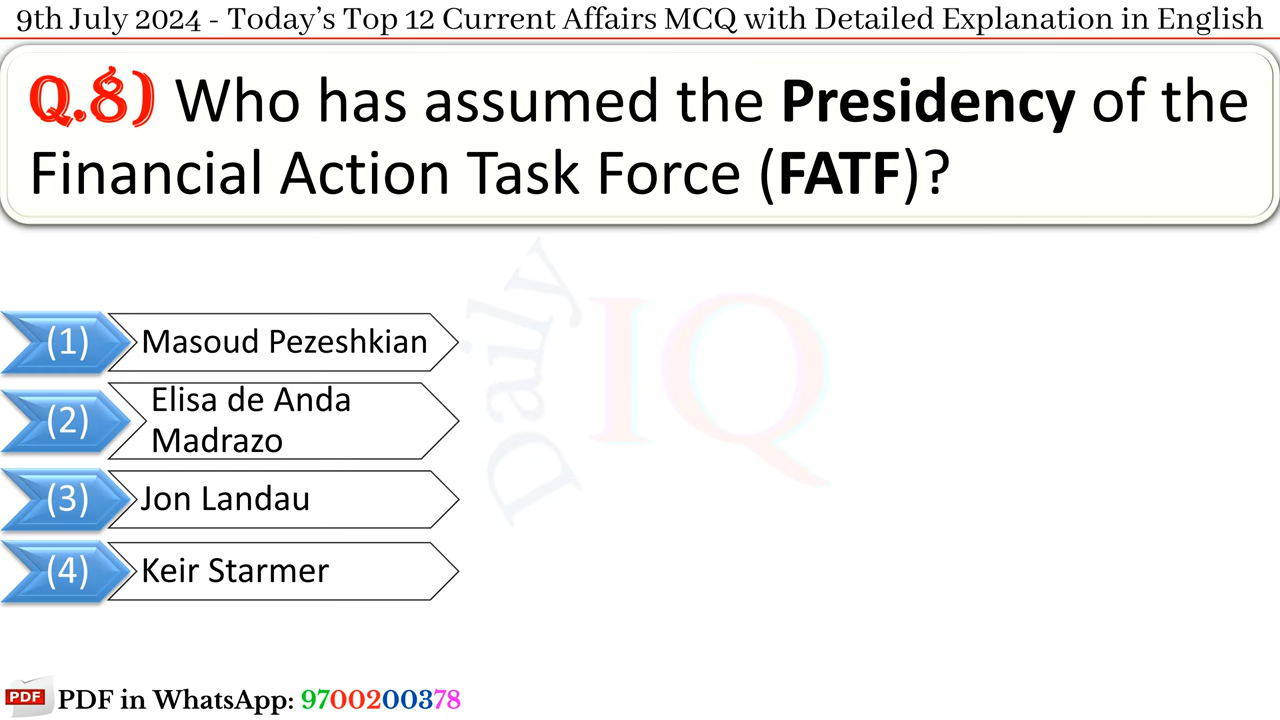 9th July 2024 - Today’s Top 12 Current Affairs MCQ with Detailed Explanation in English
Q.8) Who has assumed the Presidency of the
Financial Action Task Force (FATF)?
Daily IQ
(1) Masoud Pezeshkian
(2) Elisa de Anda
Madrazo
(3) Jon Landau
(4) Keir Starmer
PDF PDF in WhatsApp: 9700200378